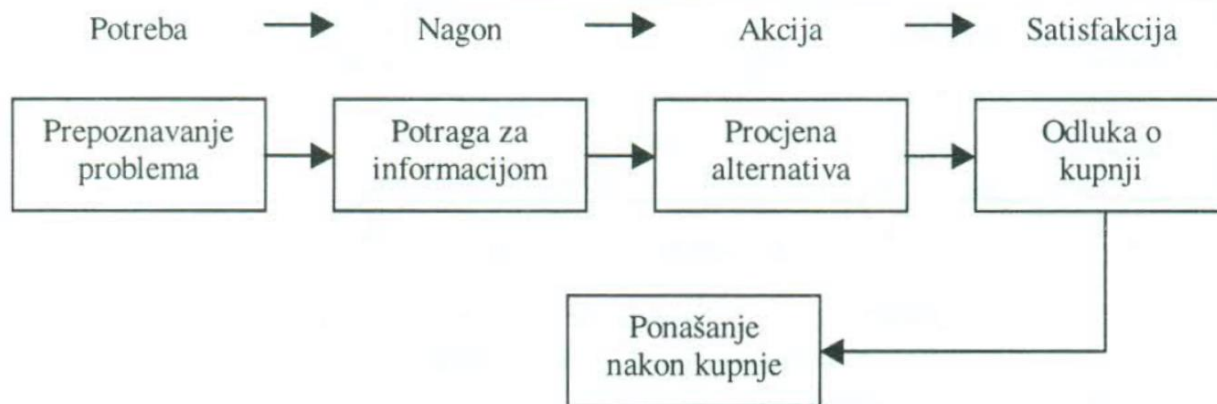 Potreba
Nagon
Akcija
Satisfakcija
Prepoznavanje
problema
Potraga za
informacijom
Procjena
alternativa
Odluka o
kupnji
Ponašanje
nakon kupnje